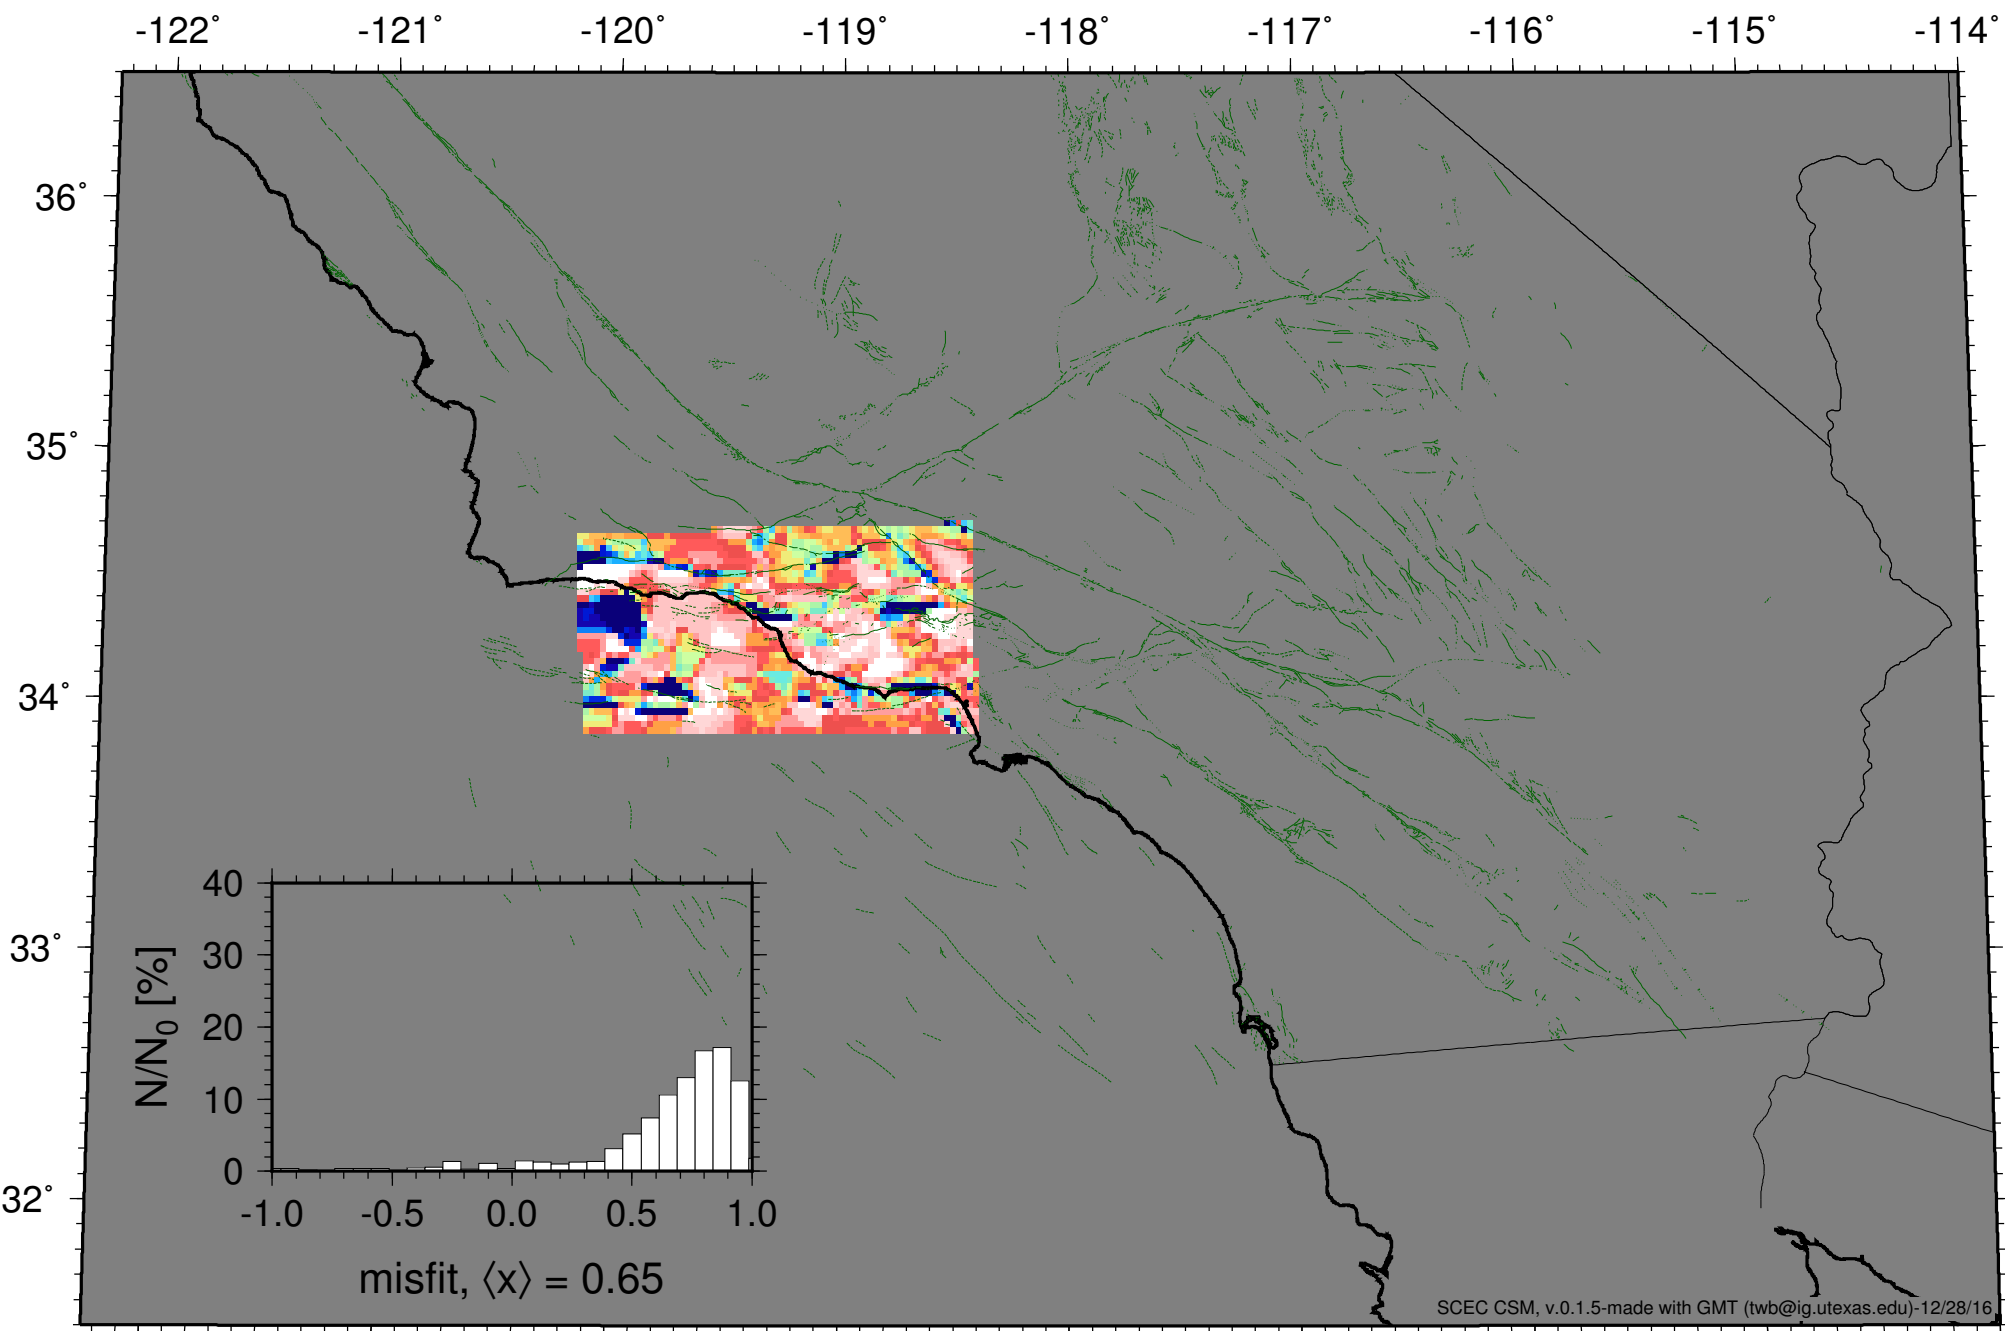 -122˚ -121˚ -120˚ -119˚ -118˚ -117˚ -116˚ -115˚ -114˚
36˚
35˚
34˚
33˚
32˚
40
30
20
10
0
N/N0 [%]
-1.0 -0.5 0.0 0.5 1.0
misfit, ⟨x⟩ = 0.65
SCEC CSM, v.0.1.5-made with GMT (twb@ig.utexas.edu)-12/28/16